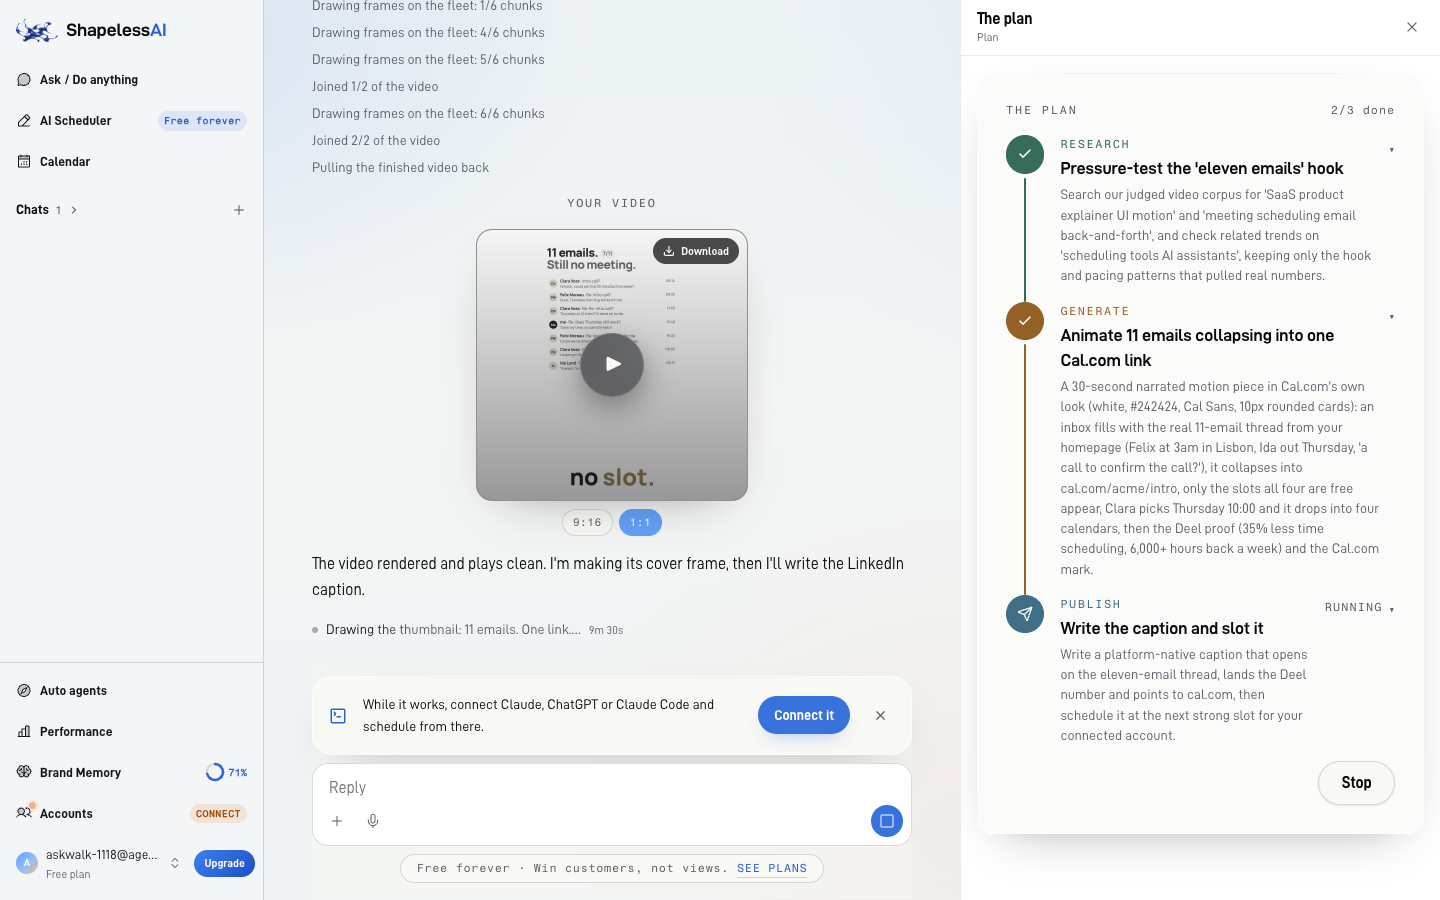 ShapelessAI
Ask / Do anything
AI Scheduler
Free forever
Calendar
Chats 1
Auto agents
Performance
Brand Memory
71%
Accounts
CONNECT
A
askwalk-1118@age...
Free plan
Upgrade
Drawing frames on the fleet: 1/6 chunks
Drawing frames on the fleet: 4/6 chunks
Drawing frames on the fleet: 5/6 chunks
Joined 1/2 of the video
Drawing frames on the fleet: 6/6 chunks
Joined 2/2 of the video
Pulling the finished video back
YOUR VIDEO
11 emails. 7/11
Still no meeting.
Download
no slot.
9:16
1:1
The video rendered and plays clean. I'm making its cover frame, then I'll write the LinkedIn
caption.
Drawing the thumbnail: 11 emails. One link.... 9m 30s
While it works, connect Claude, ChatGPT or Claude Code and
schedule from there.
Connect it
Reply
Free forever · Win customers, not views. SEE PLANS
The plan
Plan
THE PLAN
2/3 done
RESEARCH
Pressure-test the 'eleven emails' hook
Search our judged video corpus for 'SaaS product
explainer UI motion' and 'meeting scheduling email
back-and-forth', and check related trends on
'scheduling tools AI assistants', keeping only the hook
and pacing patterns that pulled real numbers.
GENERATE
Animate 11 emails collapsing into one
Cal.com link
A 30-second narrated motion piece in Cal.com's own
look (white, #242424, Cal Sans, 10px rounded cards): an
inbox fills with the real 11-email thread from your
homepage (Felix at 3am in Lisbon, Ida out Thursday, 'a
call to confirm the call?'), it collapses into
cal.com/acme/intro, only the slots all four are free
appear, Clara picks Thursday 10:00 and it drops into four
calendars, then the Deel proof (35% less time
scheduling, 6,000+ hours back a week) and the Cal.com
mark.
PUBLISH
RUNNING
Write the caption and slot it
Write a platform-native caption that opens
on the eleven-email thread, lands the Deel
number and points to cal.com, then
schedule it at the next strong slot for your
connected account.
Stop